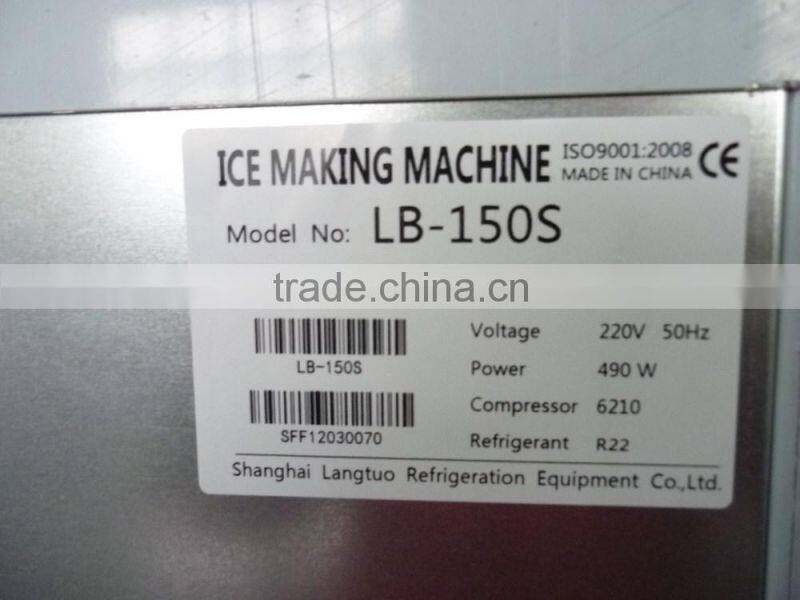 ICE MAKING MACHINE ISO9001:2008 CE
MADE IN CHINA
Model No: LB-150S
trade.china.cn
Voltage 220V 50Hz
LB-150S
Power 490 W
Compressor 6210
SFF12030070
Refrigerant R22
Shanghai Langtuo Refrigeration Equipment Co.,Ltd.